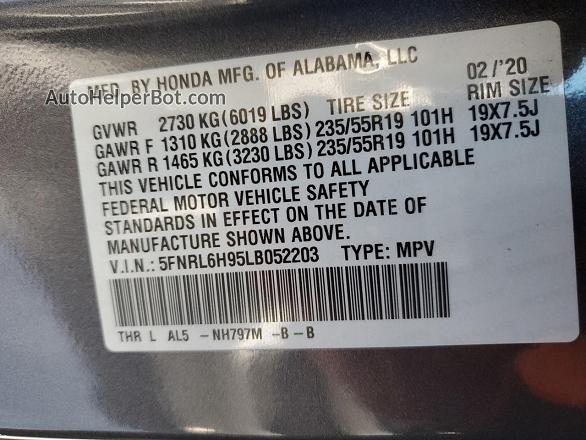 MFD. BY HONDA MFG. OF ALABAMA, LLC 02/'20
AutoHelperBot.com
GVWR 2730 KG(6019 LBS) TIRE SIZE RIM SIZE
GAWR F 1310 KG(2888 LBS) 235/55R19 101H 19X7.5J
GAWR R 1465 KG(3230 LBS) 235/55R19 101H 19X7.5J
THIS VEHICLE CONFORMS TO ALL APPLICABLE
FEDERAL MOTOR VEHICLE SAFETY
STANDARDS IN EFFECT ON THE DATE OF
MANUFACTURE SHOWN ABOVE.
V.I.N.: 5FNRL6H95LB052203 TYPE: MPV
THR L AL5 -NH797M -B-B
AutoHelperBot.com